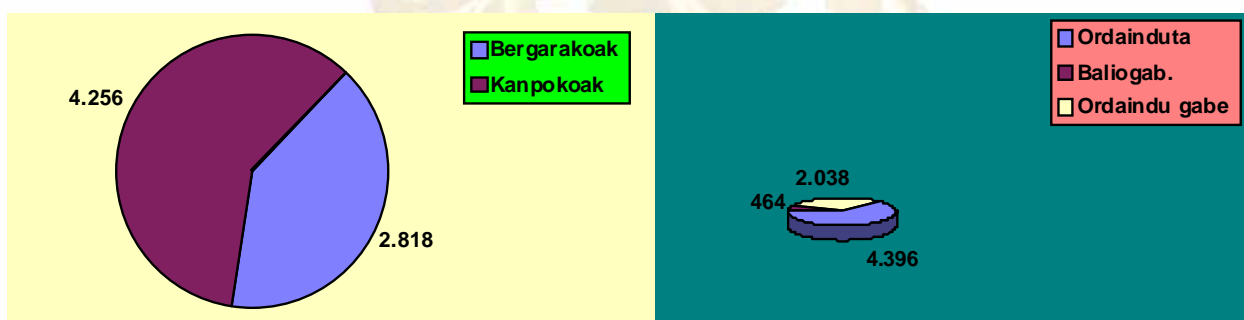 Bergarakoak
Kanpokoak
4.256
2.818
Ordainduta
Baliogab.
Ordaindu gabe
2.038
464
4.396